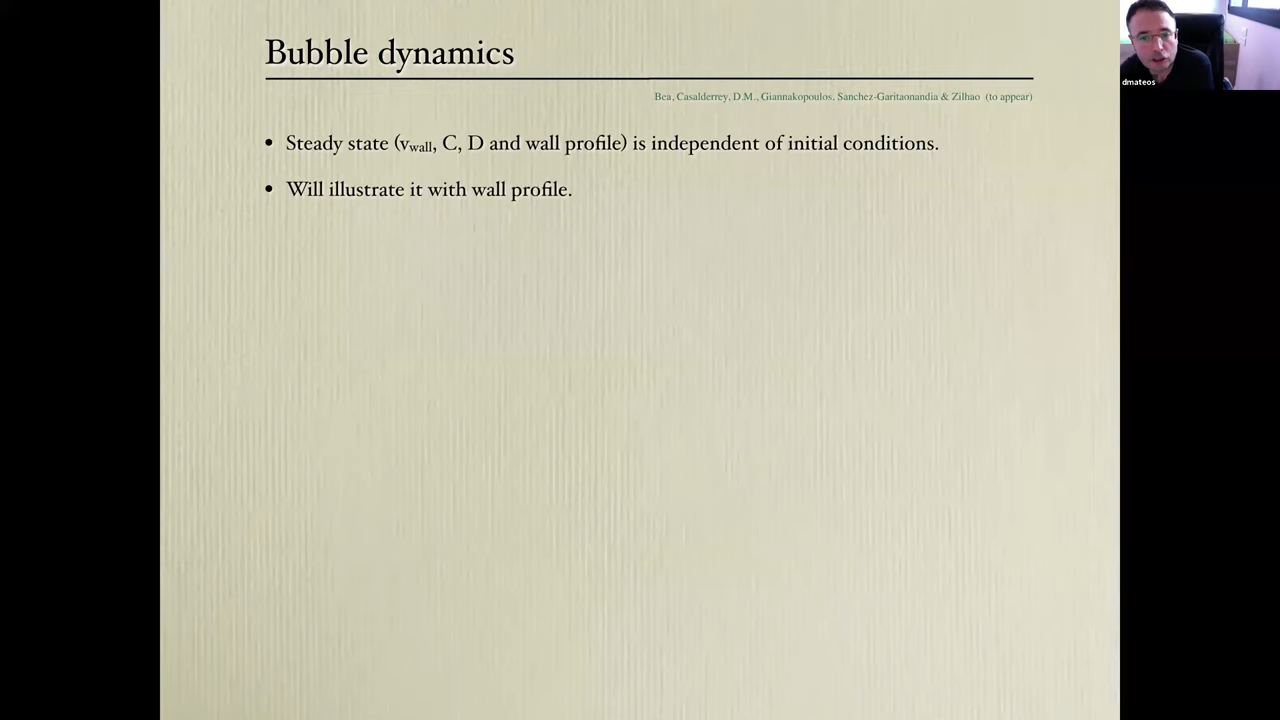 Bubble dynamics
dmateos
Bea, Casalderrey, D.M., Giannakopoulos, Sanchez-Garitaonandia & Zilhao (to appear)
• Steady state (vwall, C, D and wall profile) is independent of initial conditions.
• Will illustrate it with wall profile.